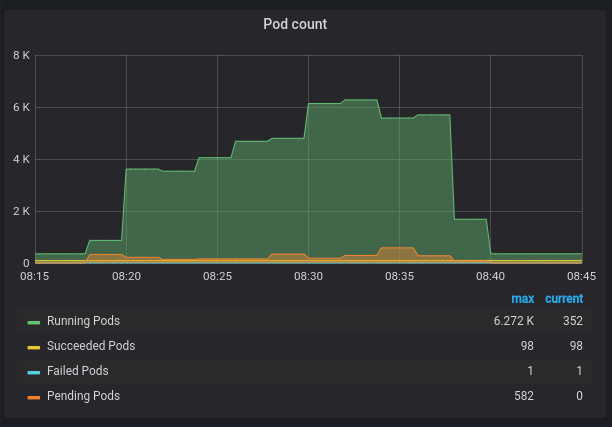 Pod count
8 K
6 K
4 K
2 K
0
08:15 08:20 08:25 08:30 08:35 08:40 08:45
max current
Running Pods 6.272 K 352
Succeeded Pods 98 98
Failed Pods 1 1
Pending Pods 582 0